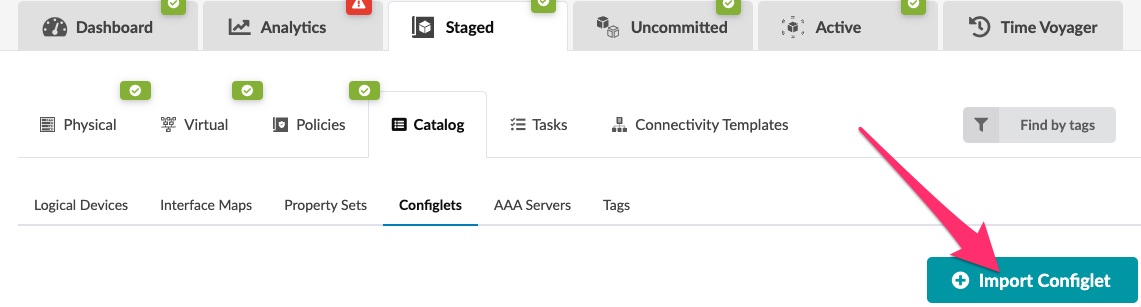 Dashboard Analytics Staged Uncommitted Active Time Voyager
Physical Virtual Policies Catalog Tasks Connectivity Templates Find by tags
Logical Devices Interface Maps Property Sets Configlets AAA Servers Tags
Import Configlet